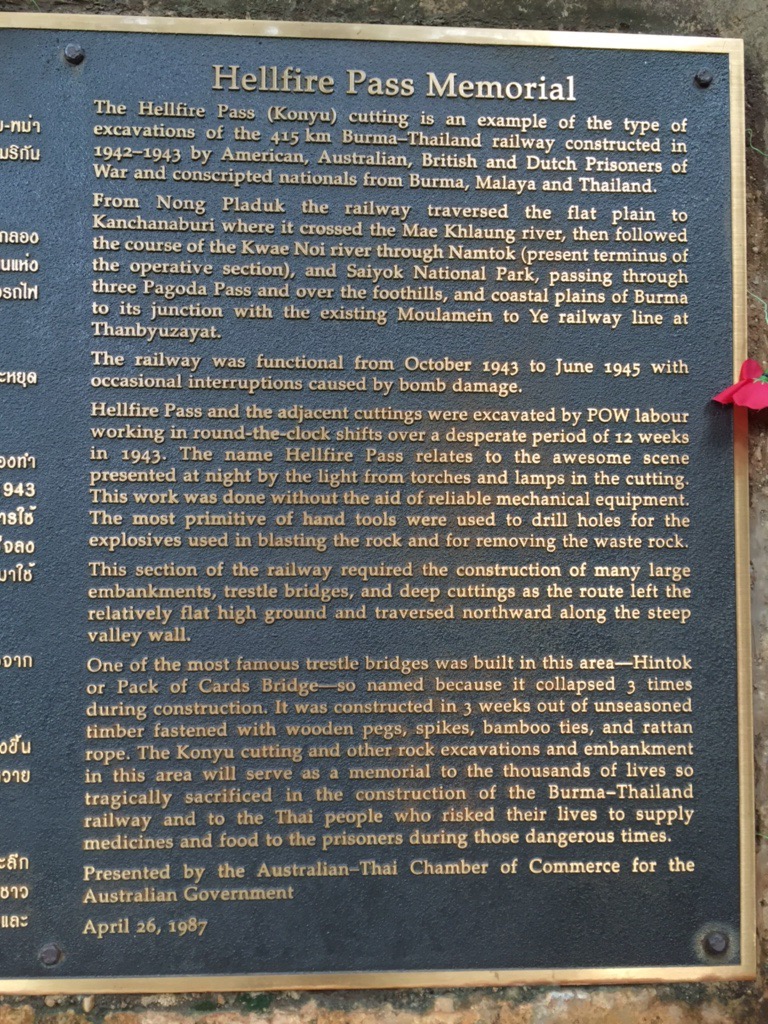 Hellfire Pass Memorial
The Hellfire Pass (Konyu) cutting is an example of the type of
excavations of the 415 km Burma–Thailand railway constructed in
1942–1943 by American, Australian, British and Dutch Prisoners of
War and conscripted nationals from Burma, Malaya and Thailand.
From Nong Pladuk the railway traversed the flat plain to
Kanchanaburi where it crossed the Mae Khlaung river, then followed
the course of the Kwae Noi river through Namtok (present terminus of
the operative section), and Saiyok National Park, passing through
three Pagoda Pass and over the foothills, and coastal plains of Burma
to its junction with the existing Moulamein to Ye railway line at
Thanbyuzayat.
The railway was functional from October 1943 to June 1945 with
occasional interruptions caused by bomb damage.
Hellfire Pass and the adjacent cuttings were excavated by POW labour
working in round-the-clock shifts over a desperate period of 12 weeks
in 1943. The name Hellfire Pass relates to the awesome scene
presented at night by the light from torches and lamps in the cutting.
This work was done without the aid of reliable mechanical equipment.
The most primitive of hand tools were used to drill holes for the
explosives used in blasting the rock and for removing the waste rock.
This section of the railway required the construction of many large
embankments, trestle bridges, and deep cuttings as the route left the
relatively flat high ground and traversed northward along the steep
valley wall.
One of the most famous trestle bridges was built in this area—Hintok
or Pack of Cards Bridge—so named because it collapsed 3 times
during construction. It was constructed in 3 weeks out of unseasoned
timber fastened with wooden pegs, spikes, bamboo ties, and rattan
rope. The Konyu cutting and other rock excavations and embankment
in this area will serve as a memorial to the thousands of lives so
tragically sacrificed in the construction of the Burma–Thailand
railway and to the Thai people who risked their lives to supply
medicines and food to the prisoners during those dangerous times.
Presented by the Australian–Thai Chamber of Commerce for the
Australian Government
April 26, 1987